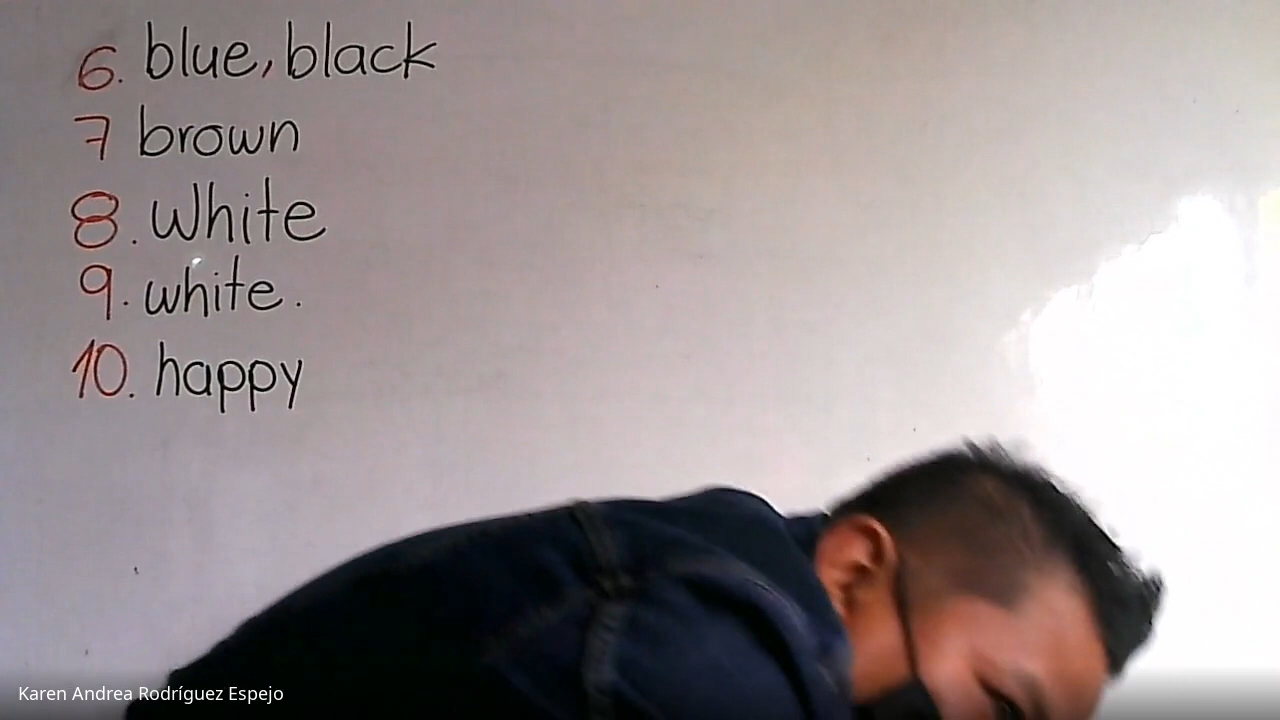 6. blue, black
7 brown
8. White
9. white.
10. happy
Karen Andrea Rodríguez Espejo